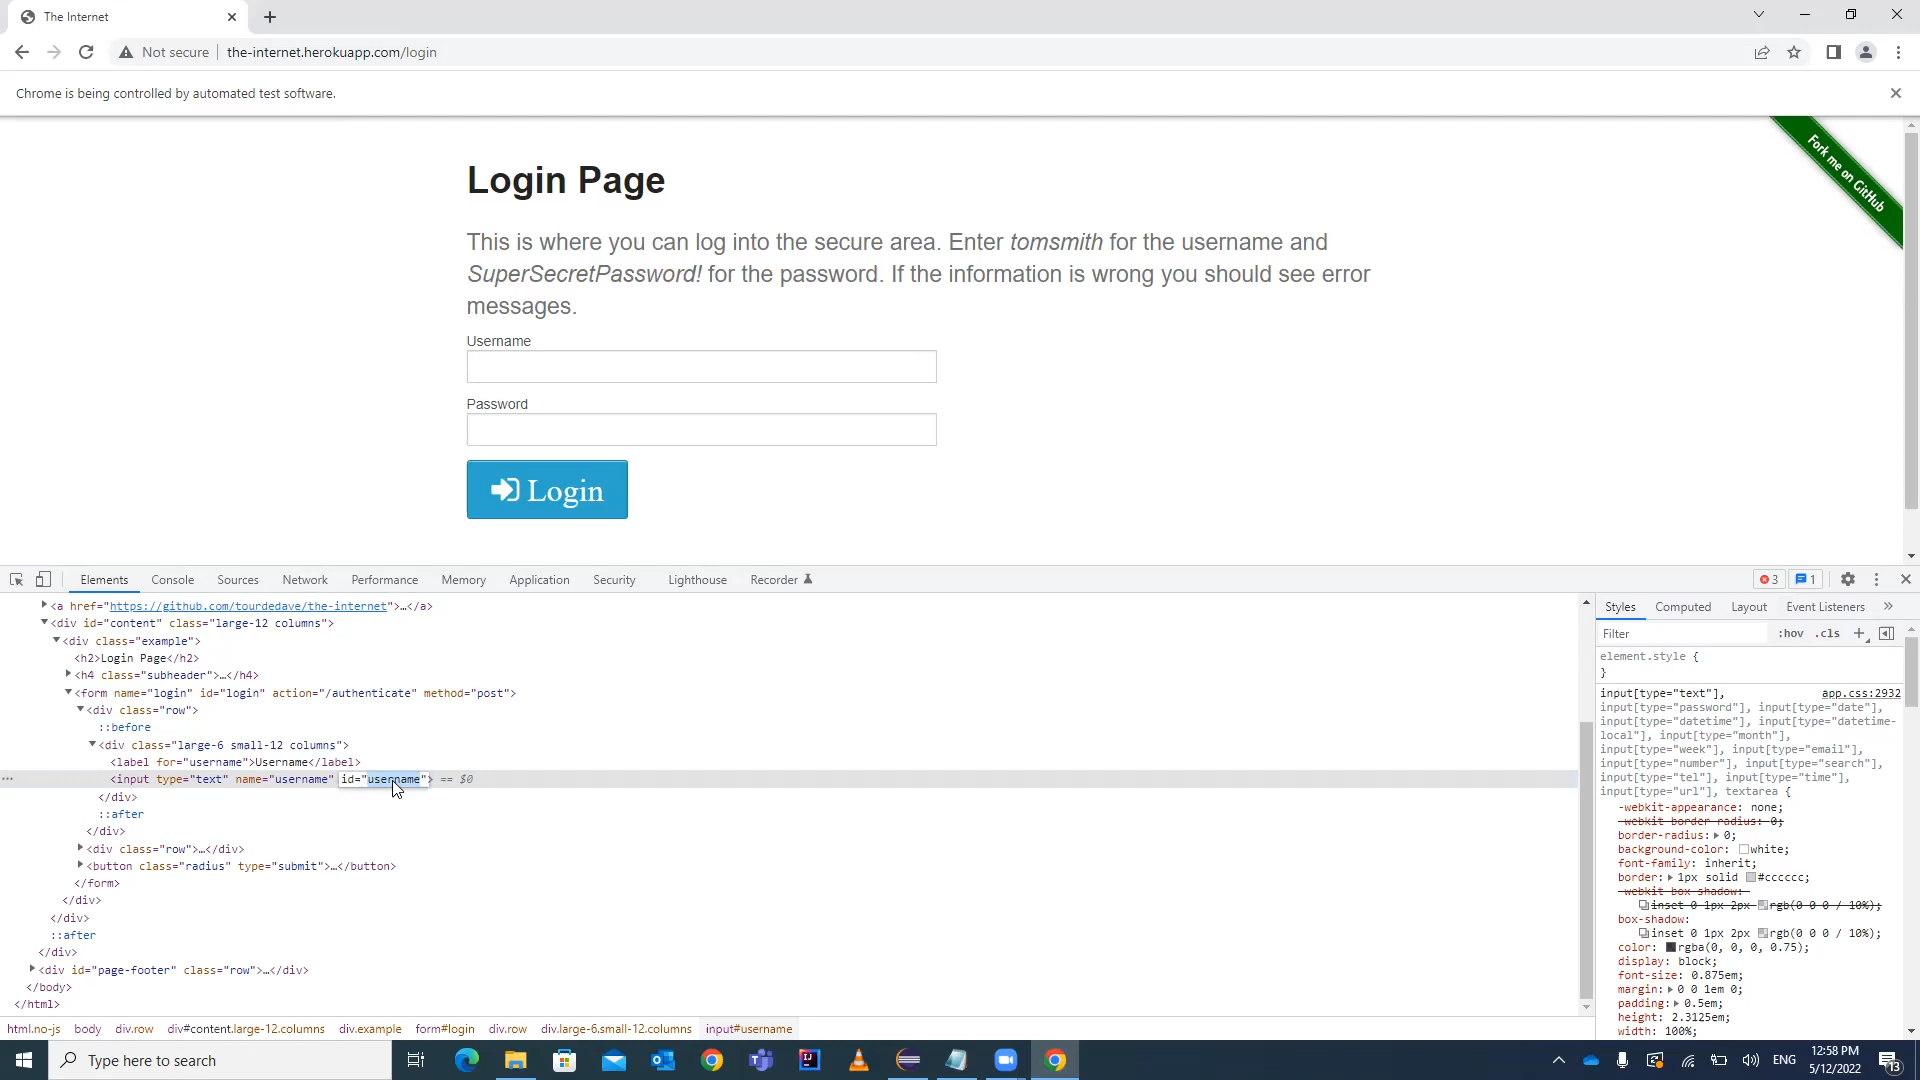 The Internet
Not secure
the-internet.herokuapp.com/login
Chrome is being controlled by automated test software.
Fork me on GitHub
Login Page
This is where you can log into the secure area. Enter tomsmith for the username and
SuperSecretPassword! for the password. If the information is wrong you should see error
messages.
Username
Password
Login
Elements Console Sources Network Performance Memory Application Security Lighthouse Recorder
3 1
<a href="https://github.com/tourdedave/the-internet">…</a>
<div id="content" class="large-12 columns">
<div class="example">
<h2>Login Page</h2>
<h4 class="subheader">…</h4>
<form name="login" id="login" action="/authenticate" method="post">
<div class="row">
::before
<div class="large-6 small-12 columns">
<label for="username">Username</label>
<input type="text" name="username" id="username"> == $0
</div>
::after
</div>
<div class="row">…</div>
<button class="radius" type="submit">…</button>
</form>
</div>
</div>
::after
</div>
<div id="page-footer" class="row">…</div>
</body>
</html>
html.no-js body div.row div#content.large-12.columns div.example form#login div.row div.large-6.small-12.columns input#username
Styles Computed Layout Event Listeners »
Filter :hov .cls +
element.style {
}
input[type="text"], app.css:2932
input[type="password"], input[type="date"],
input[type="datetime"], input[type="datetime-
local"], input[type="month"],
input[type="week"], input[type="email"],
input[type="number"], input[type="search"],
input[type="tel"], input[type="time"],
input[type="url"], textarea {
-webkit-appearance: none;
-webkit-border-radius: 0;
border-radius: 0;
background-color: white;
font-family: inherit;
border: 1px solid #cccccc;
-webkit-box-shadow:
inset 0 1px 2px rgb(0 0 0 / 10%);
box-shadow:
inset 0 1px 2px rgb(0 0 0 / 10%);
color: rgba(0, 0, 0, 0.75);
display: block;
font-size: 0.875em;
margin: 0 0 1em 0;
padding: 0.5em;
height: 2.3125em;
width: 100%;
Type here to search
ENG
12:58 PM
5/12/2022
13